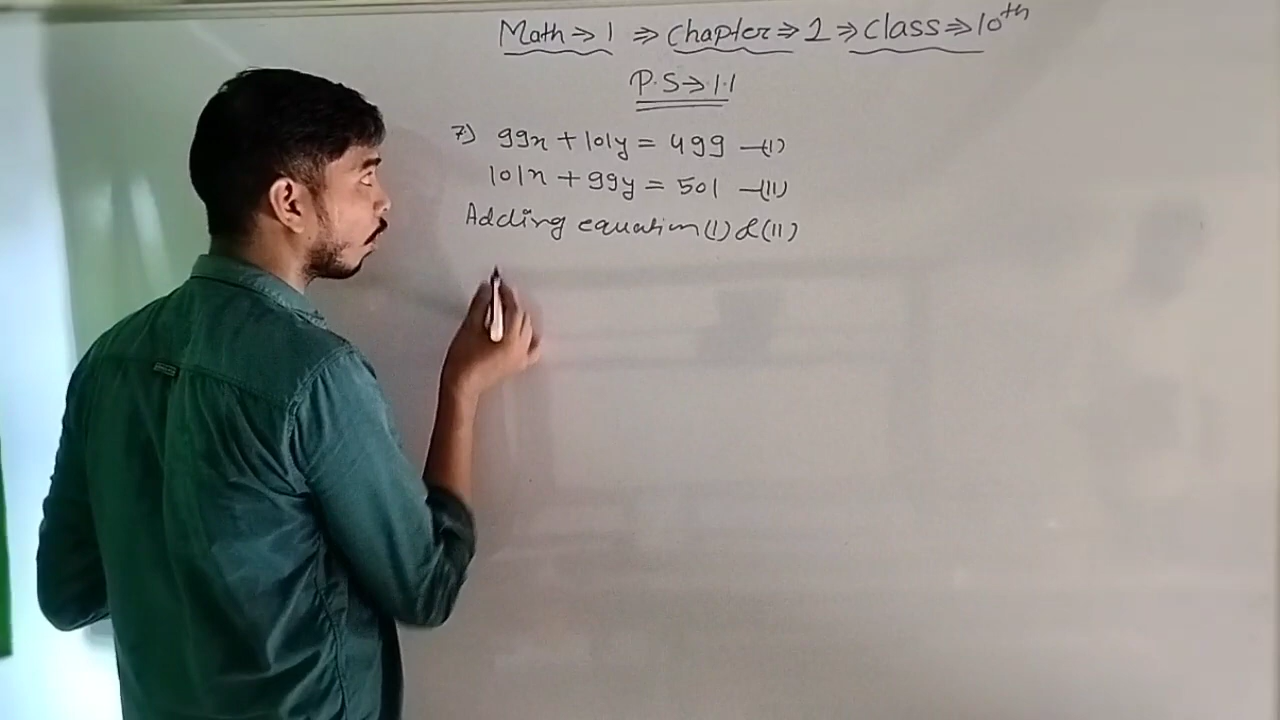 Math ⇒ 1 ⇒ Chapter ⇒ 1 ⇒ Class ⇒ 10th
P.S → 1.1
7) 99x + 101y = 499 —(I)
101x + 99y = 501 —(II)
Adding equation (I) & (II)